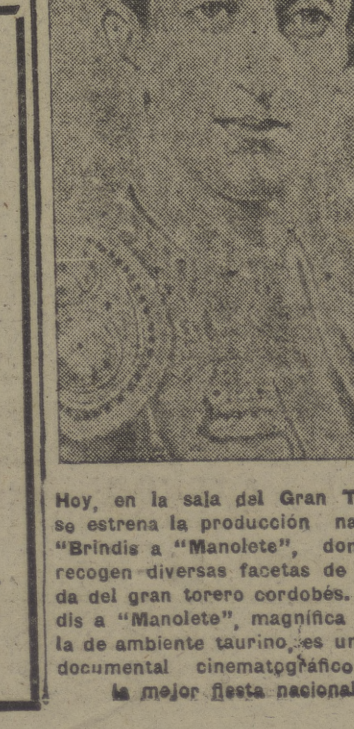 Hoy, en la sala del Gran T
se estrena la producción na
"Brindis a "Manolete", don
recogen diversas facetas de
da del gran torero cordobés.
dis a "Manolete", magnífica
la de ambiente taurino, es un
documental cinematográfico
la mejor fiesta nacional